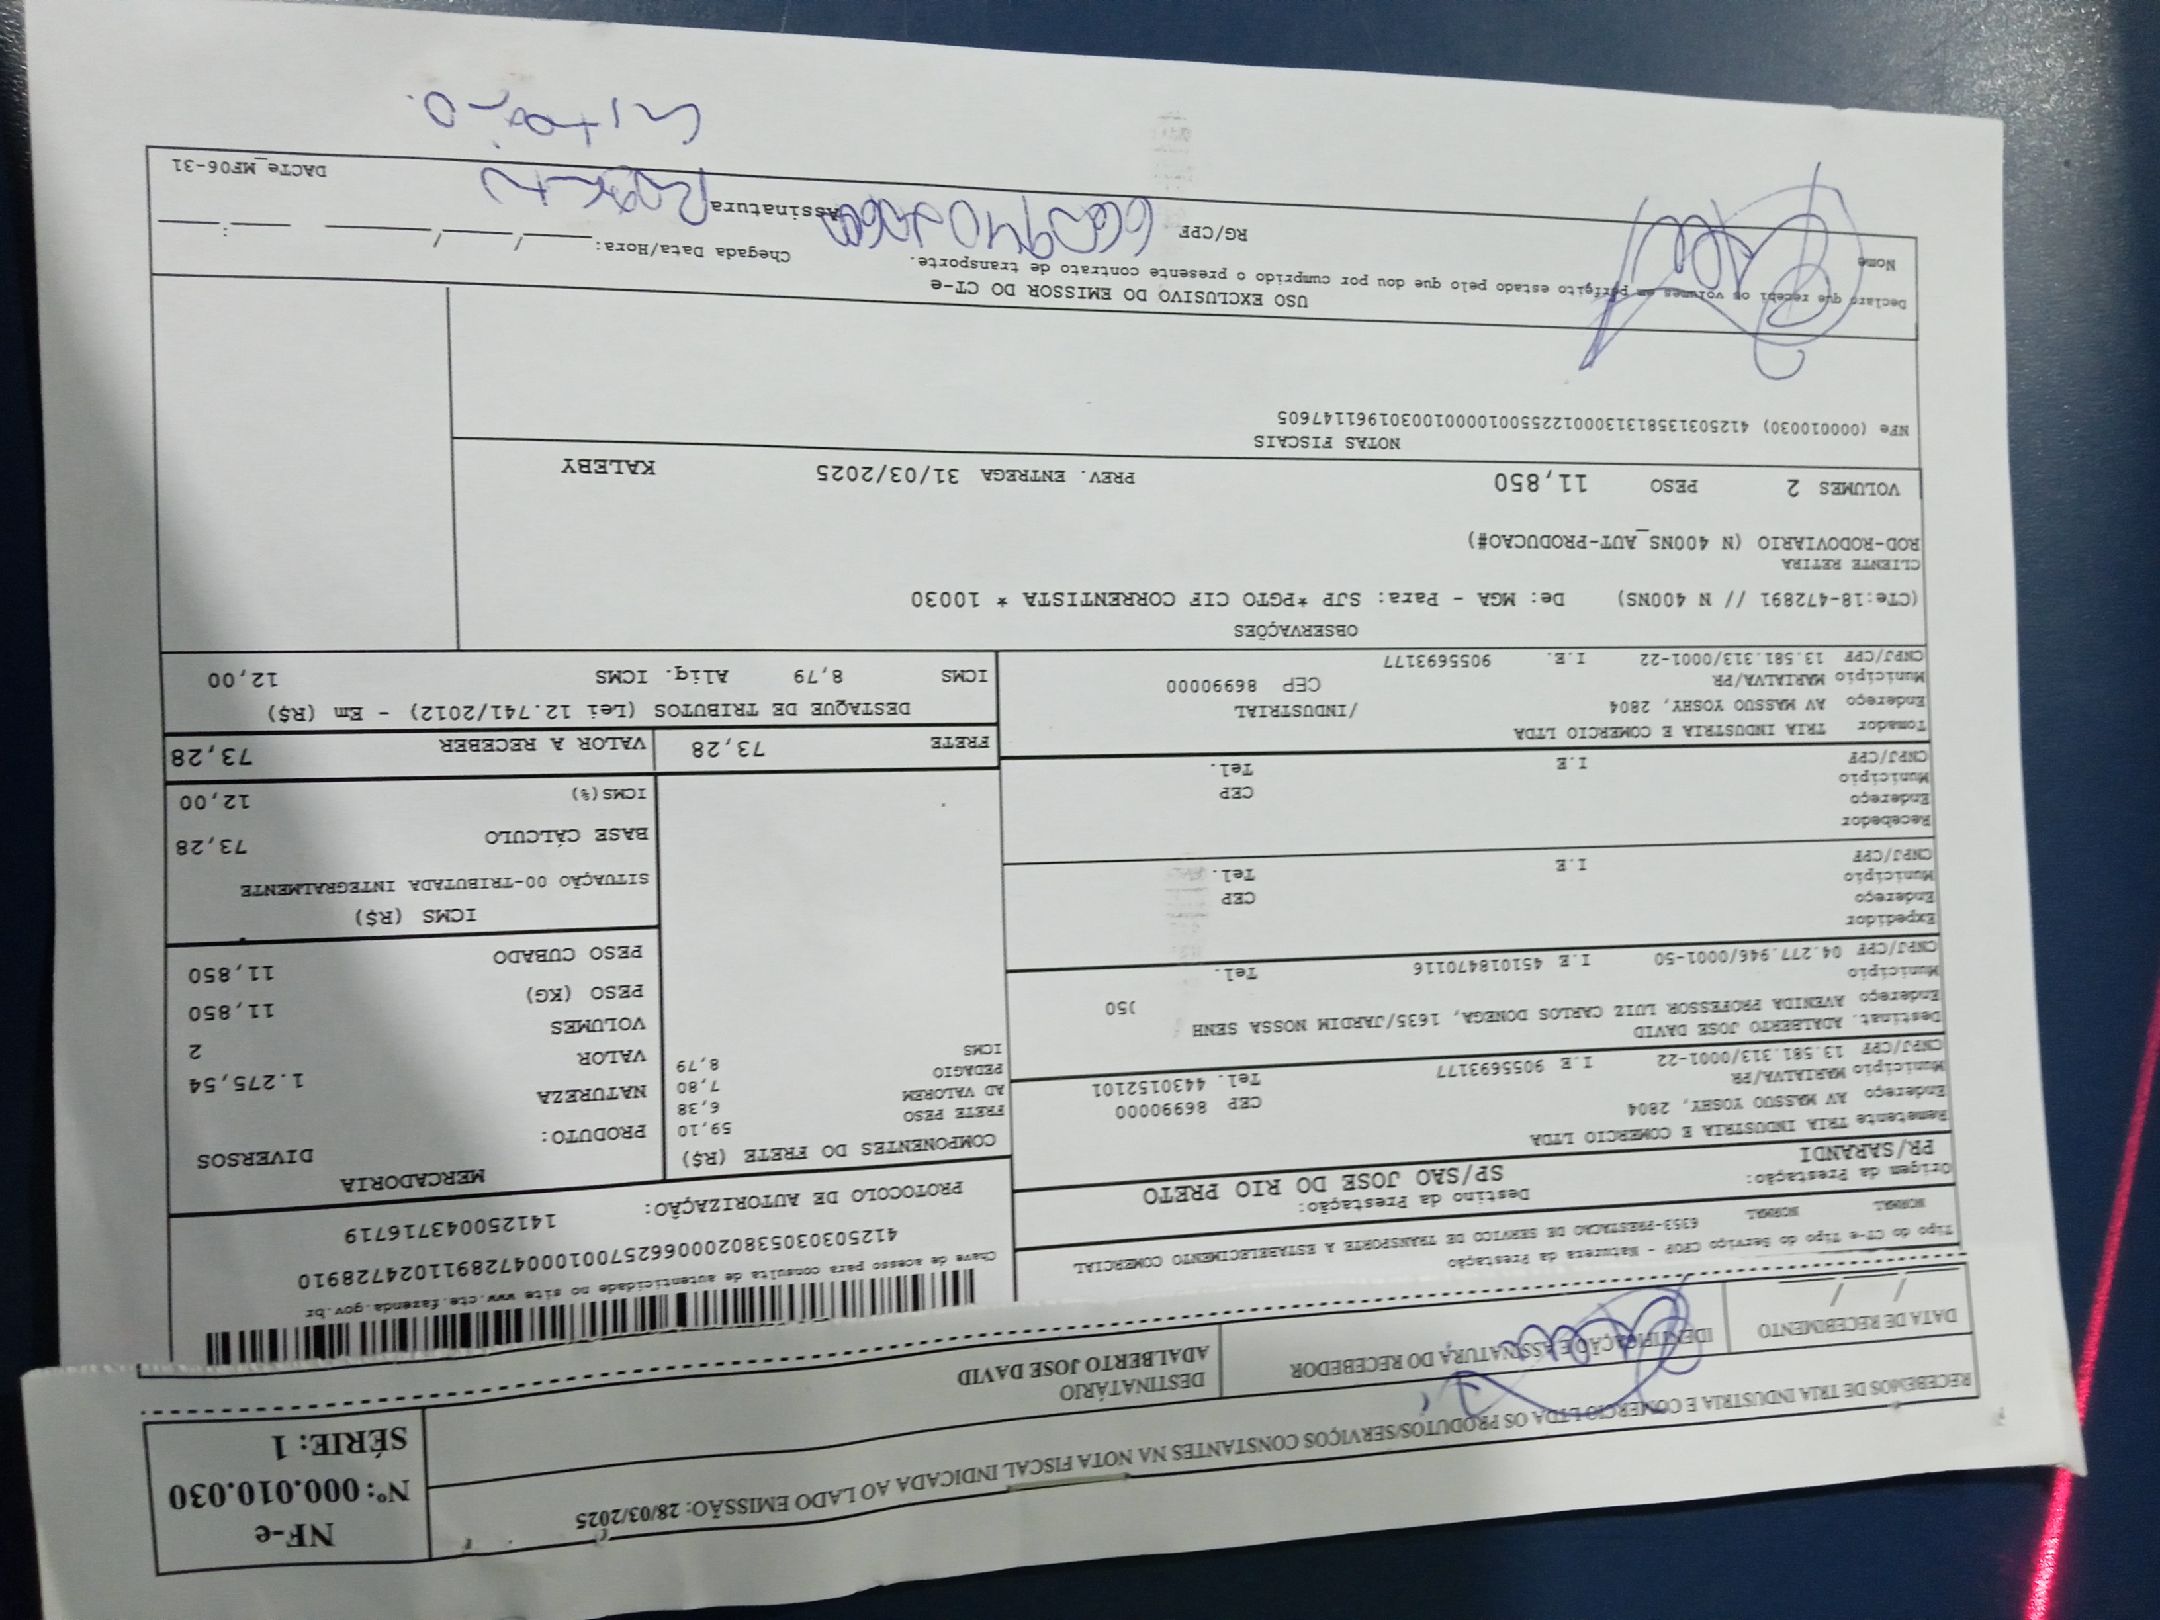 RECEBEMOS DE TRIA INDUSTRIA E COMERCIO LTDA OS PRODUTOS/SERVIÇOS CONSTANTES NA NOTA FISCAL INDICADA AO LADO EMISSÃO: 28/03/2025
NF-e
Nº: 000.010.030
SÉRIE: 1
DATA DE RECEBIMENTO
IDENTIFICAÇÃO E ASSINATURA DO RECEBEDOR
DESTINATÁRIO
ADALBERTO JOSE DAVID
Tipo do CT-e Tipo do Serviço CFOP - Natureza da Prestação
NORMAL NORMAL 6353-PRESTACAO DE SERVICO DE TRANSPORTE A ESTABELECIMENTO COMERCIAL
Origem da Prestação: Destino da Prestação:
PR/SARANDI SP/SAO JOSE DO RIO PRETO
Chave de acesso para consulta de autenticidade no site www.cte.fazenda.gov.br
PROTOCOLO DE AUTORIZAÇÃO: 141250043716719
Remetente TRIA INDUSTRIA E COMERCIO LTDA
Endereço AV MASSUO YOSHY, 2804
Município MARIALVA/PR CEP 86990000
CNPJ/CPF 13.581.313/0001-22 I.E 9055693177 Tel. 4430152101
Destinat. ADALBERTO JOSE DAVID
Endereço AVENIDA PROFESSOR LUIZ CARLOS DONEGA, 1635/JARDIM NOSSA SENH
Município 050
CNPJ/CPF 04.277.946/0001-50 I.E 451018470116 Tel.
Expedidor
Endereço
Município CEP
CNPJ/CPF I.E Tel.
Recebedor
Endereço
Município CEP
CNPJ/CPF I.E Tel.
Tomador TRIA INDUSTRIA E COMERCIO LTDA
Endereço AV MASSUO YOSHY, 2804 /INDUSTRIAL
Município MARIALVA/PR CEP 86990000
CNPJ/CPF 13.581.313/0001-22 I.E. 9055693177
COMPONENTES DO FRETE (R$)
FRETE PESO 59,10
AD VALOREM 6,38
PEDAGIO 7,80
ICMS 8,79
MERCADORIA
PRODUTO: DIVERSOS
NATUREZA
VALOR 1.275,54
VOLUMES 2
PESO (KG) 11,850
PESO CUBADO 11,850
ICMS (R$)
SITUAÇÃO 00-TRIBUTADA INTEGRALMENTE
BASE CÁLCULO 73,28
ICMS(%) 12,00
FRETE 73,28 VALOR A RECEBER 73,28
DESTAQUE DE TRIBUTOS (Lei 12.741/2012) - Em (R$)
ICMS 8,79 Aliq. ICMS 12,00
OBSERVAÇÕES
(CTe:18-472891 // N 400NS) De: MGA - Para: SJP *PGTO CIF CORRENTISTA * 10030
CLIENTE RETIRA
ROD-RODOVIARIO (N 400NS_AUT-PRODUCAO#)
VOLUMES 2 PESO 11,850 PREV. ENTREGA 31/03/2025 KALEBY
NOTAS FISCAIS
NFe (000010030)
USO EXCLUSIVO DO EMISSOR DO CT-e
Declaro que recebi os volumes em perfeito estado pelo que dou por cumprido o presente contrato de transporte.
Chegada Data/Hora:
Nome RG/CPF Assinatura
DACTe_MF06-31